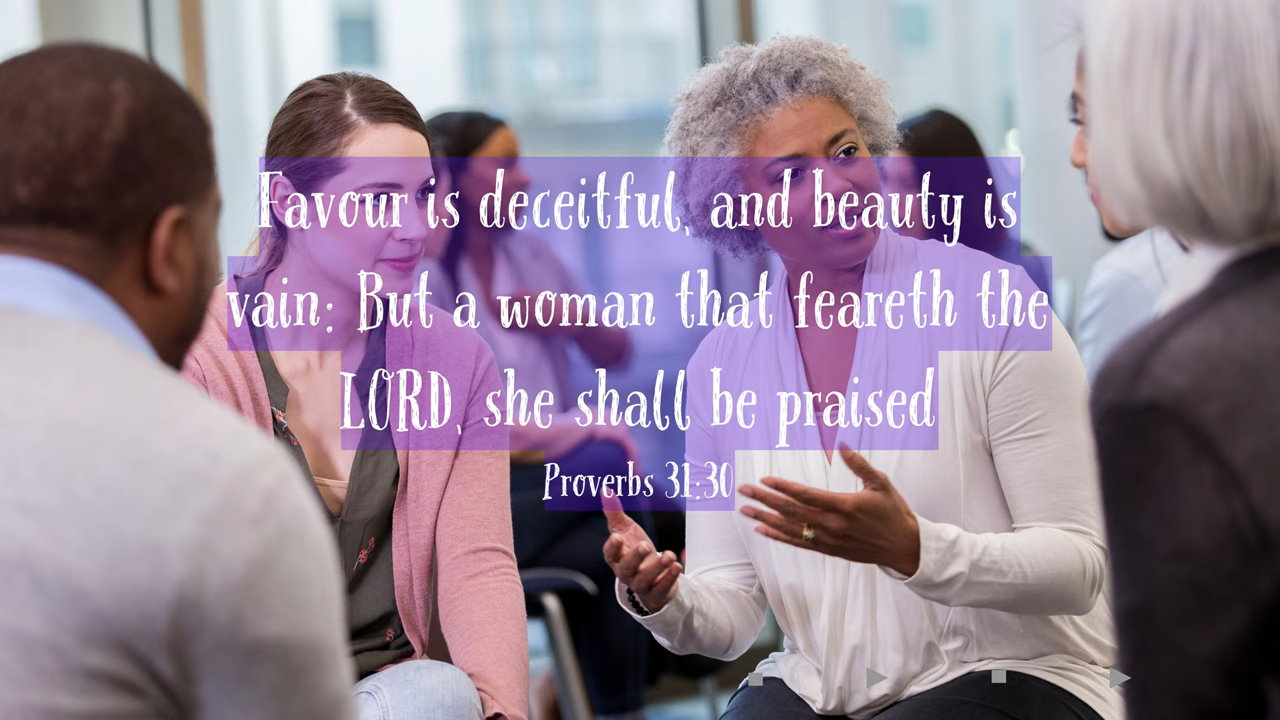 Favour is deceitful, and beauty is
vain: But a woman that feareth the
LORD, she shall be praised
Proverbs 31:30